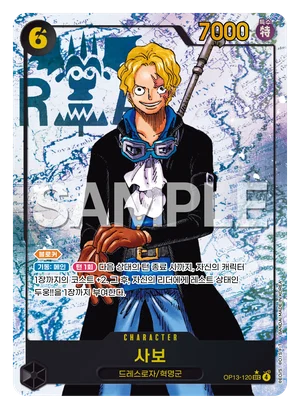 6
7000
특수
特
R A
SAMPLE
블로커
기동: 메인 턴 1회 다음 상대의 턴 종료 시까지, 자신의 캐릭터
1장까지의 코스트 +2. 그 후, 자신의 리더에게 레스트 상태인
두웅!!을 1장까지 부여한다.
CHARACTER
사보
드레스로자/혁명군
OP13-120
4